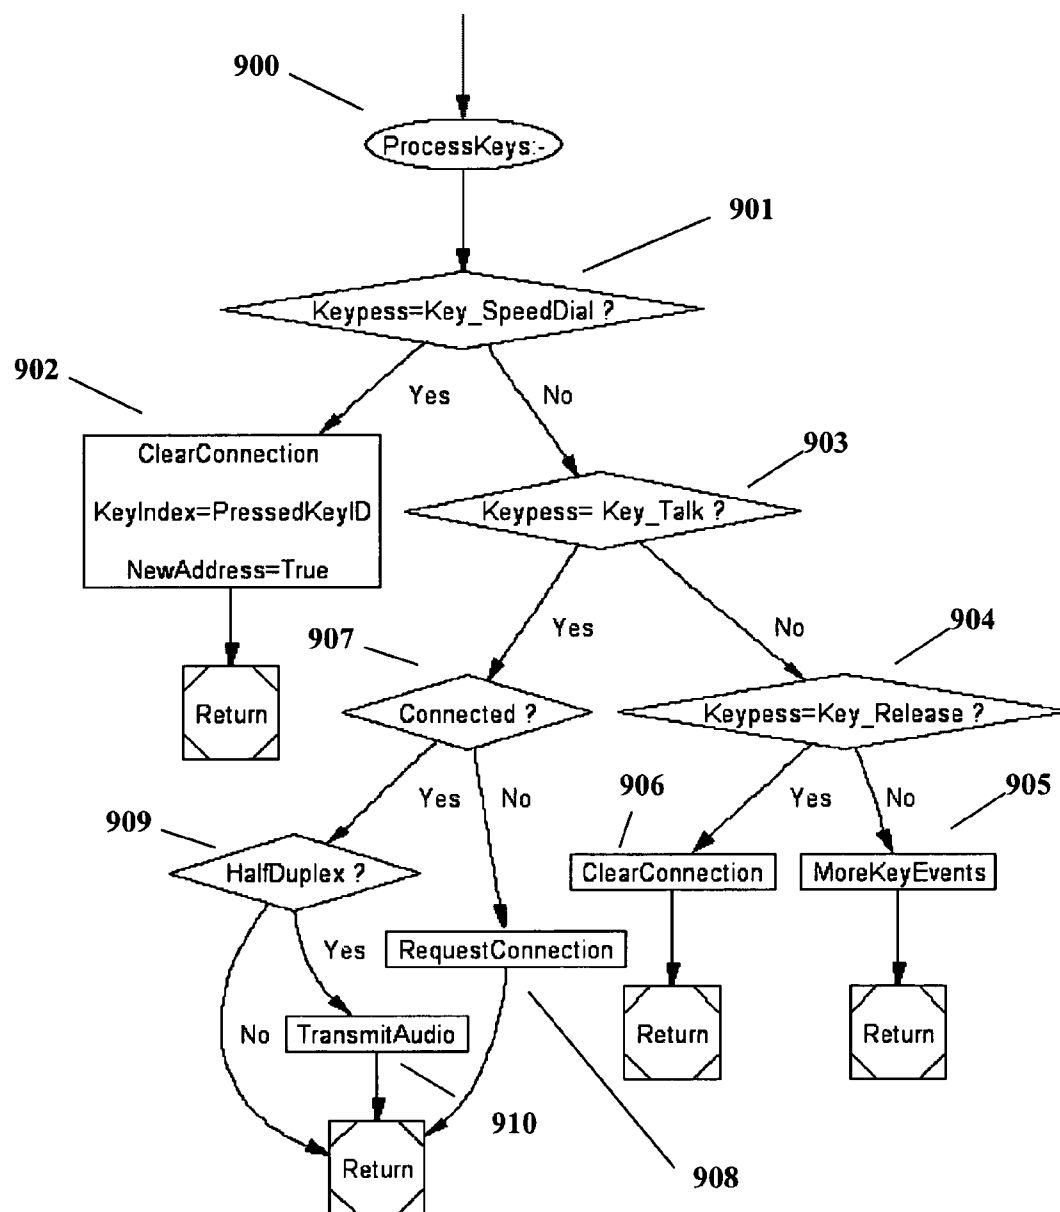 900
ProcessKeys:-
901
Keypess=Key_SpeedDial ?
902
Yes
No
ClearConnection
KeyIndex=PressedKeyID
NewAddress=True
903
Keypess= Key_Talk ?
Return
907
Yes
No
904
Connected ?
Keypess=Key_Release ?
909
Yes
No
906
Yes
No
905
HalfDuplex ?
ClearConnection
MoreKeyEvents
Yes
RequestConnection
No
TransmitAudio
Return
Return
910
908
Return